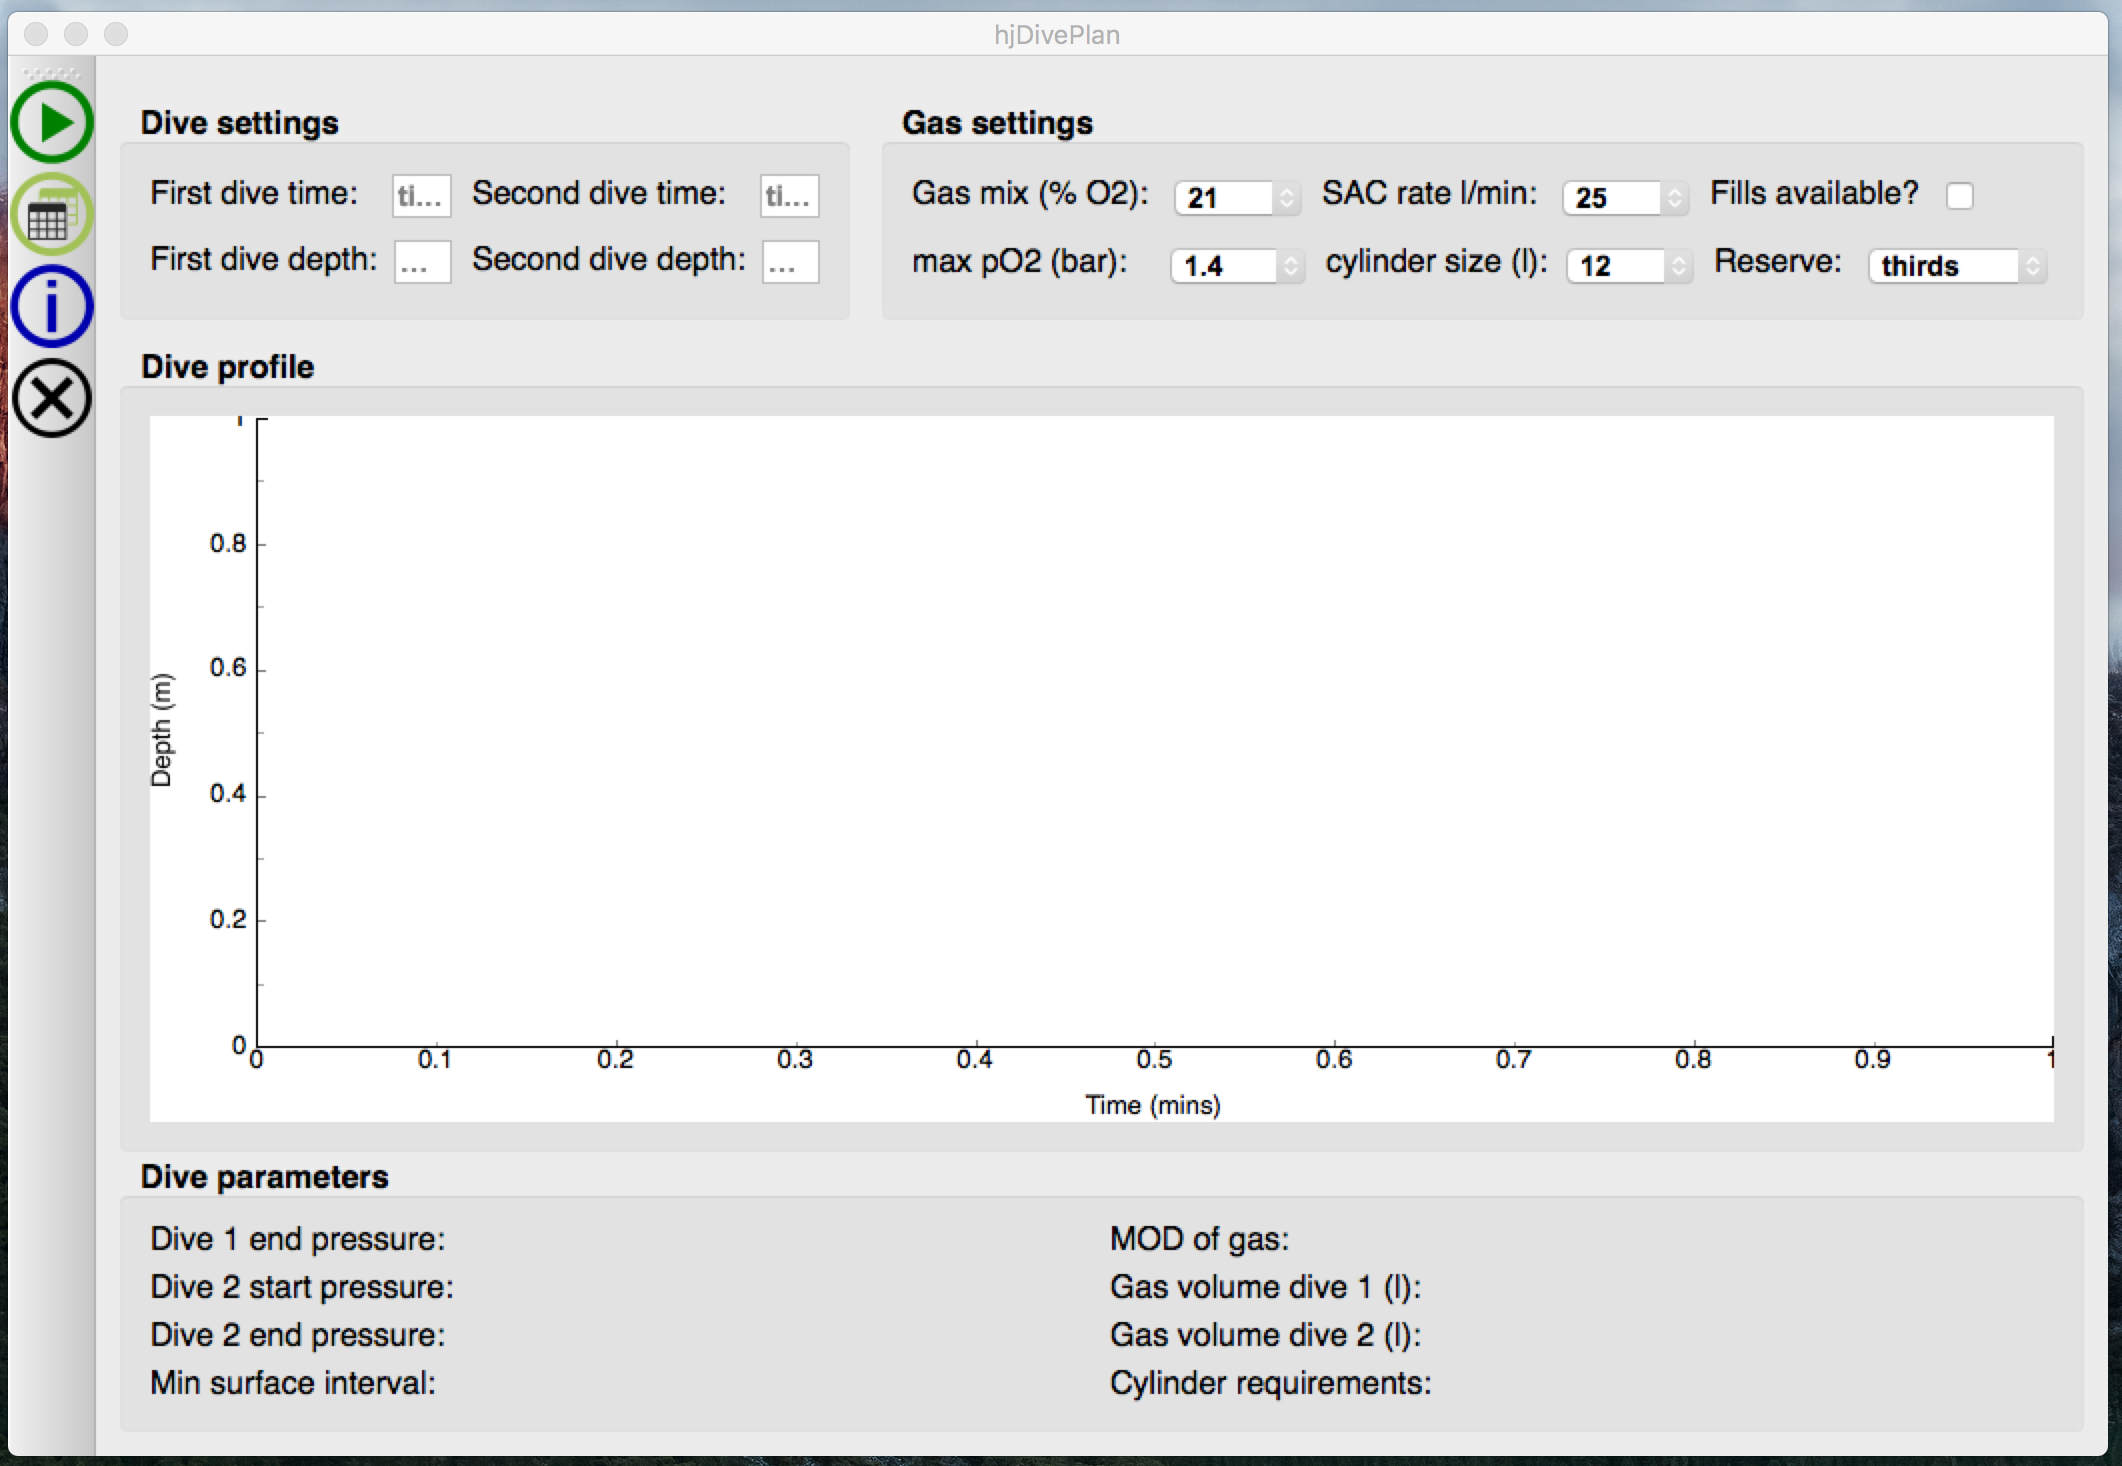 hjDivePlan
Dive settings
First dive time: ti... Second dive time: ti...
First dive depth: ... Second dive depth: ...
Gas settings
Gas mix (% O2): 21 SAC rate l/min: 25 Fills available?
max pO2 (bar): 1.4 cylinder size (l): 12 Reserve: thirds
Dive profile
1
0.8
0.6
0.4
0.2
0
Depth (m)
0 0.1 0.2 0.3 0.4 0.5 0.6 0.7 0.8 0.9 1
Time (mins)
Dive parameters
Dive 1 end pressure:
Dive 2 start pressure:
Dive 2 end pressure:
Min surface interval:
MOD of gas:
Gas volume dive 1 (l):
Gas volume dive 2 (l):
Cylinder requirements: